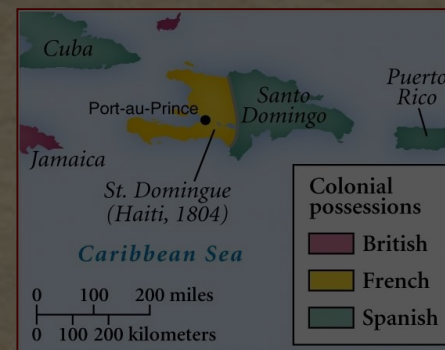 Cuba
Puerto
Rico
Port-au-Prince
Santo
Domingo
Jamaica
St. Domingue
(Haiti, 1804)
Caribbean Sea
0 100 200 miles
0 100 200 kilometers
Colonial
possessions
British
French
Spanish